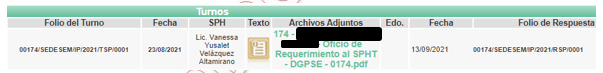 Turnos
Folio del Turno Fecha SPH Texto Archivos Adjuntos Edo. Fecha Folio de Respuesta
00174/SEDESEM/IP/2021/TSP/0001 23/08/2021 Lic. Vanessa Yusalet Velázquez Altamirano 174 - Oficio de Requerimiento al SPHT - DGPSE - 0174.pdf 13/09/2021 00174/SEDESEM/IP/2021/RSP/0001